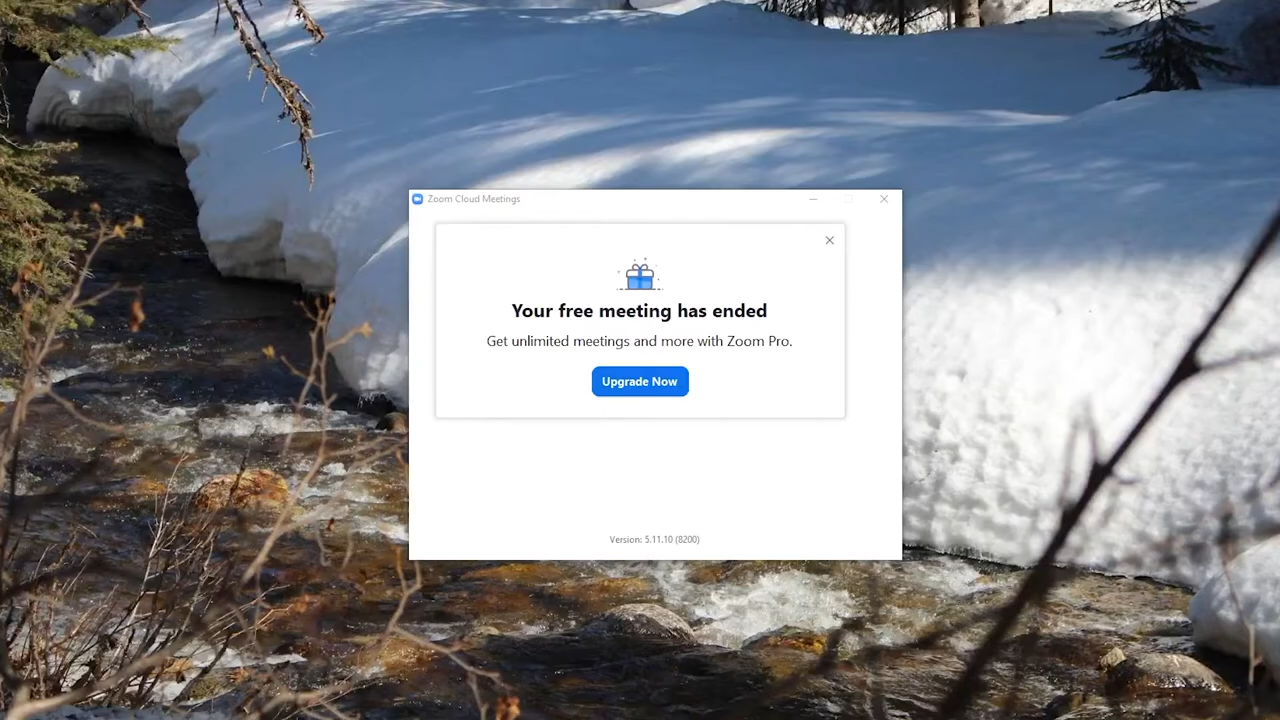 Zoom Cloud Meetings
Your free meeting has ended
Get unlimited meetings and more with Zoom Pro.
Upgrade Now
Version: 5.11.10 (8200)